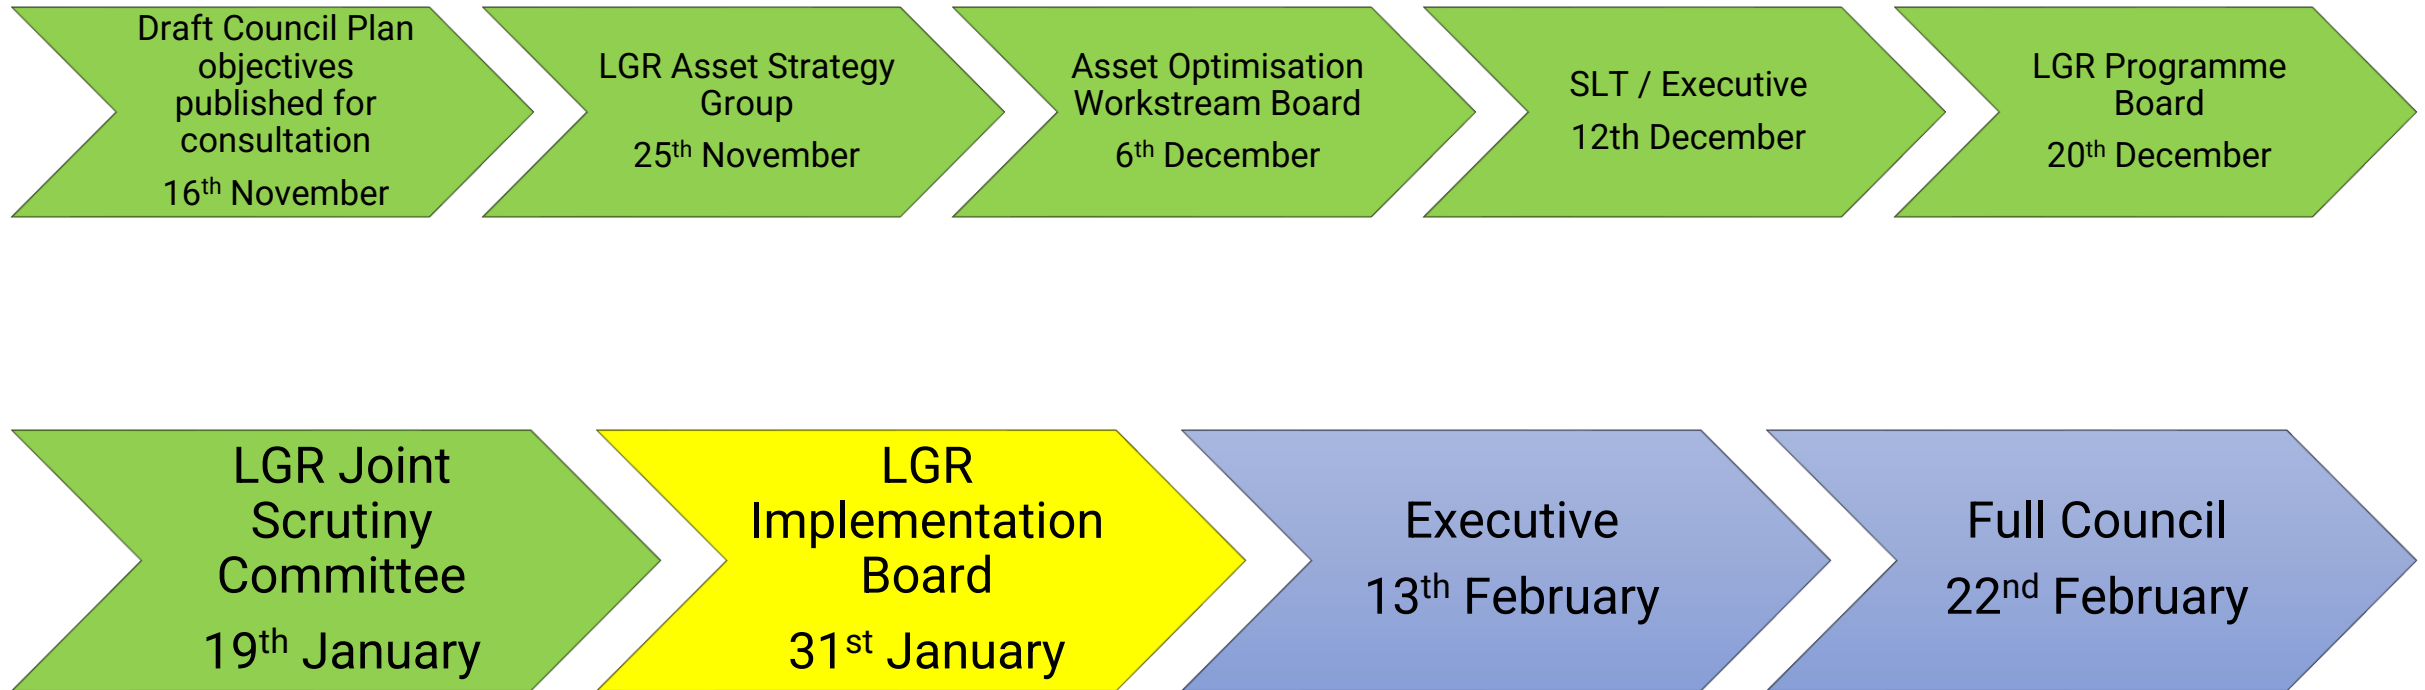 Draft Council Plan
objectives
published for
consultation
16th November
LGR Asset Strategy
Group
25th November
Asset Optimisation
Workstream Board
6th December
SLT / Executive
12th December
LGR Programme
Board
20th December
LGR Joint
Scrutiny
Committee
19th January
LGR
Implementation
Board
31st January
Executive
13th February
Full Council
22nd February